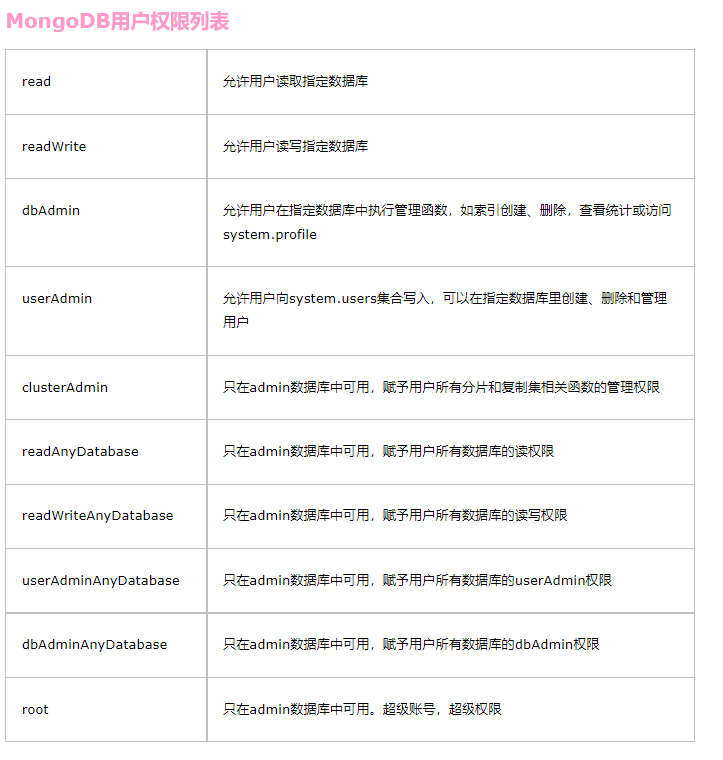 MongoDB用户权限列表
read
允许用户读取指定数据库
readWrite
允许用户读写指定数据库
dbAdmin
允许用户在指定数据库中执行管理函数，如索引创建、删除，查看统计或访问
system.profile
userAdmin
允许用户向system.users集合写入，可以在指定数据库里创建、删除和管理
用户
clusterAdmin
只在admin数据库中可用，赋予用户所有分片和复制集相关函数的管理权限
readAnyDatabase
只在admin数据库中可用，赋予用户所有数据库的读权限
readWriteAnyDatabase
只在admin数据库中可用，赋予用户所有数据库的读写权限
userAdminAnyDatabase
只在admin数据库中可用，赋予用户所有数据库的userAdmin权限
dbAdminAnyDatabase
只在admin数据库中可用，赋予用户所有数据库的dbAdmin权限
root
只在admin数据库中可用。超级账号，超级权限